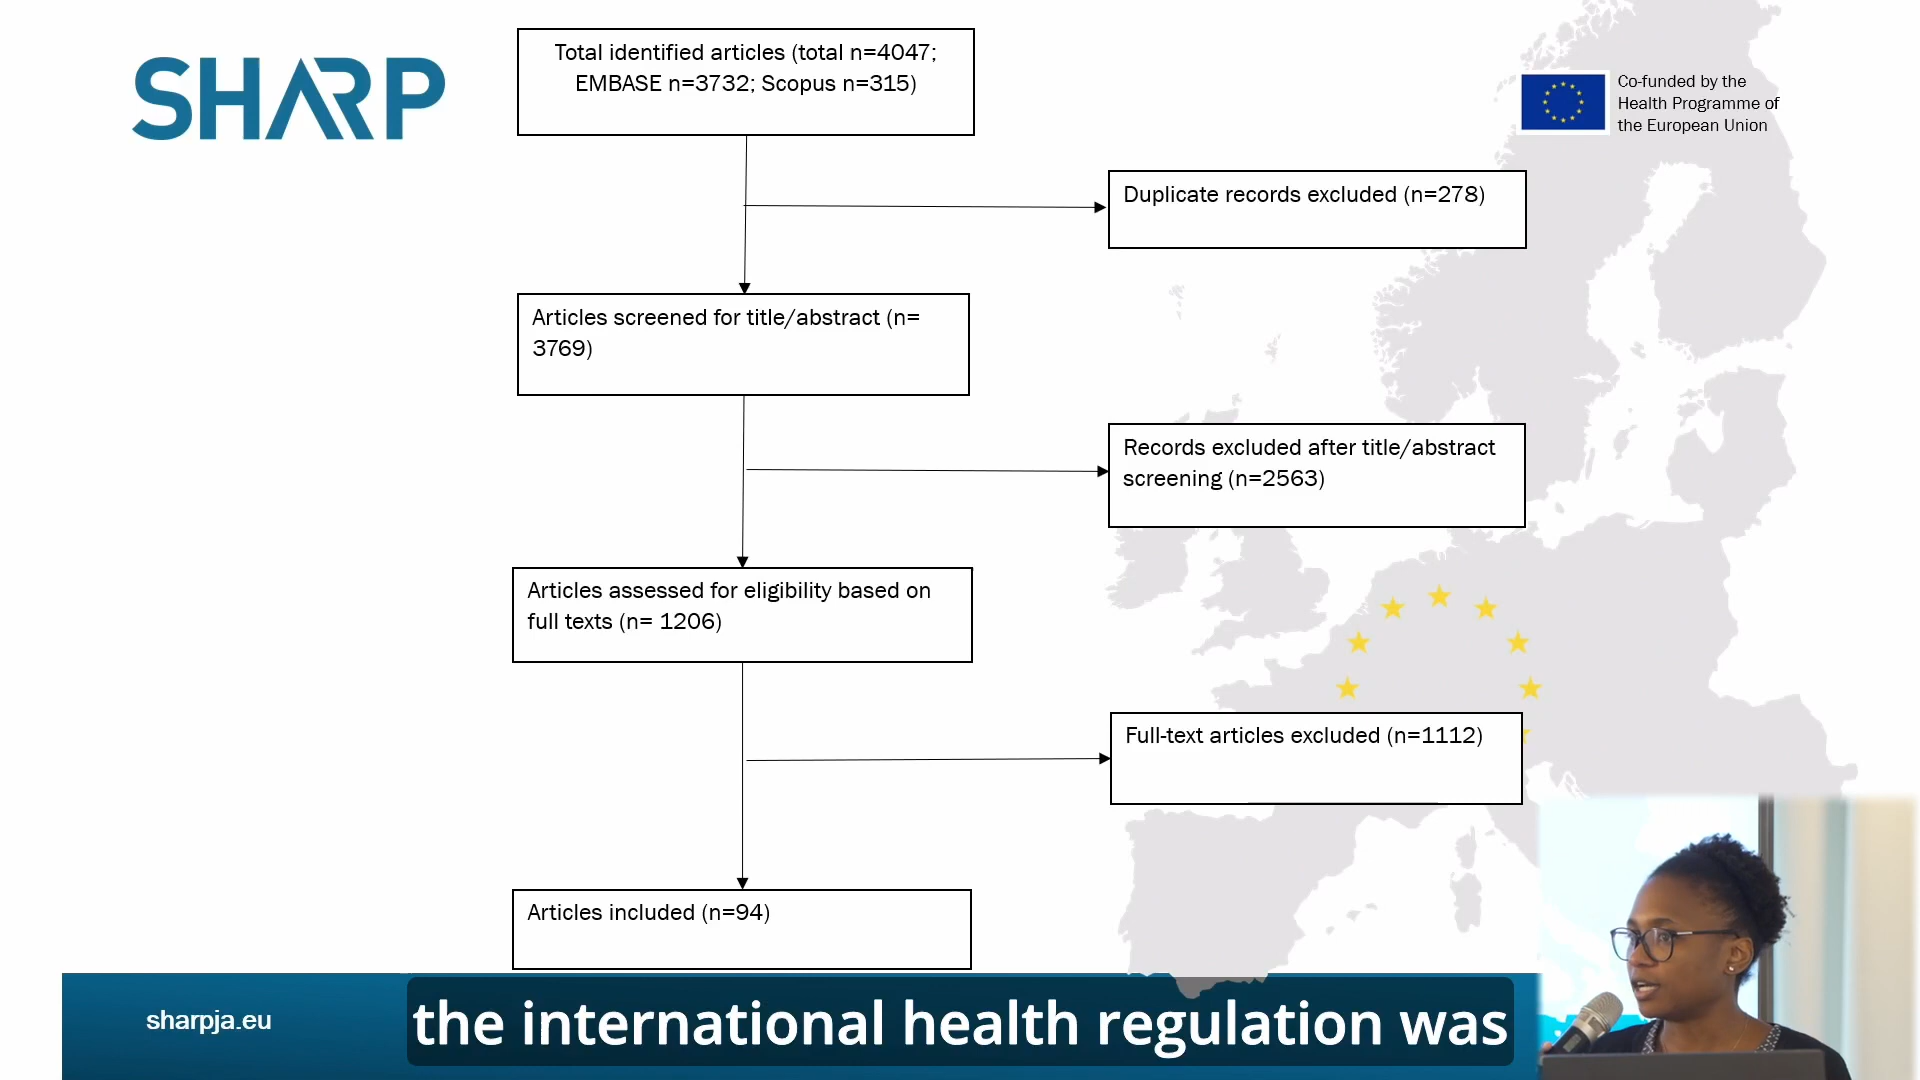 SHARP
Total identified articles (total n=4047;
EMBASE n=3732; Scopus n=315)
Co-funded by the
Health Programme of
the European Union
Duplicate records excluded (n=278)
Articles screened for title/abstract (n=
3769)
Records excluded after title/abstract
screening (n=2563)
Articles assessed for eligibility based on
full texts (n= 1206)
Full-text articles excluded (n=1112)
Articles included (n=94)
sharpja.eu
the international health regulation was